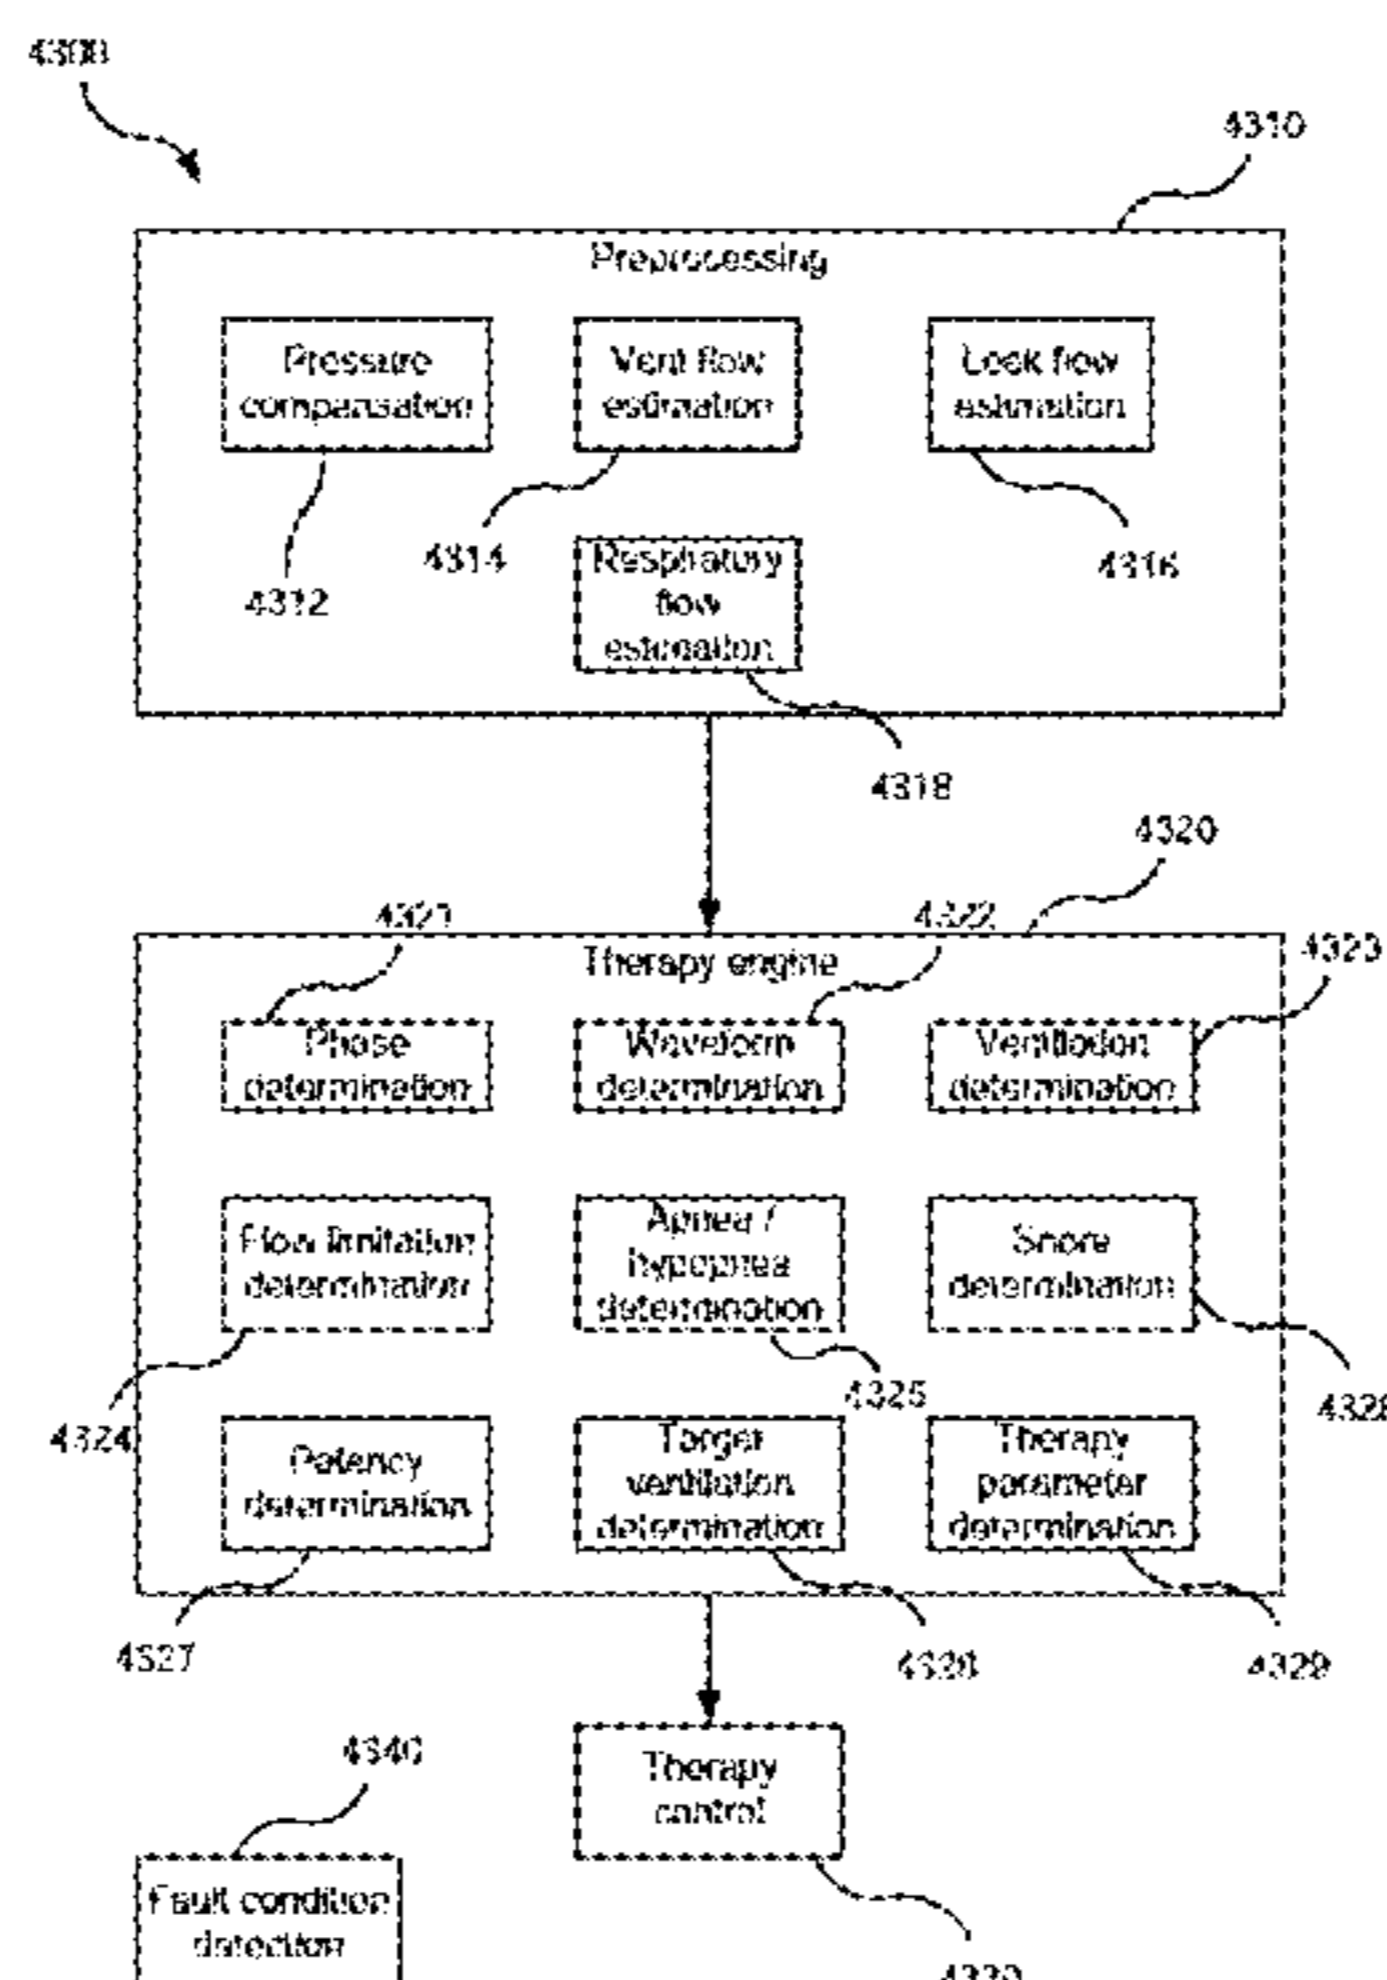 4300
4310
Preprocessing
Pressure
compensation
Vent flow
estimation
Leak flow
estimation
4312
4314
4316
Respiratory
flow
estimation
4318
4320
4321
4322
4323
Therapy engine
Phase
determination
Waveform
determination
Ventilation
determination
Flow limitation
determination
Apnea /
hypopnea
determination
Snore
determination
4324
4325
Patency
determination
Target
ventilation
determination
Therapy
parameter
determination
4327
4328
4329
4340
Therapy
control
Fault condition
detection